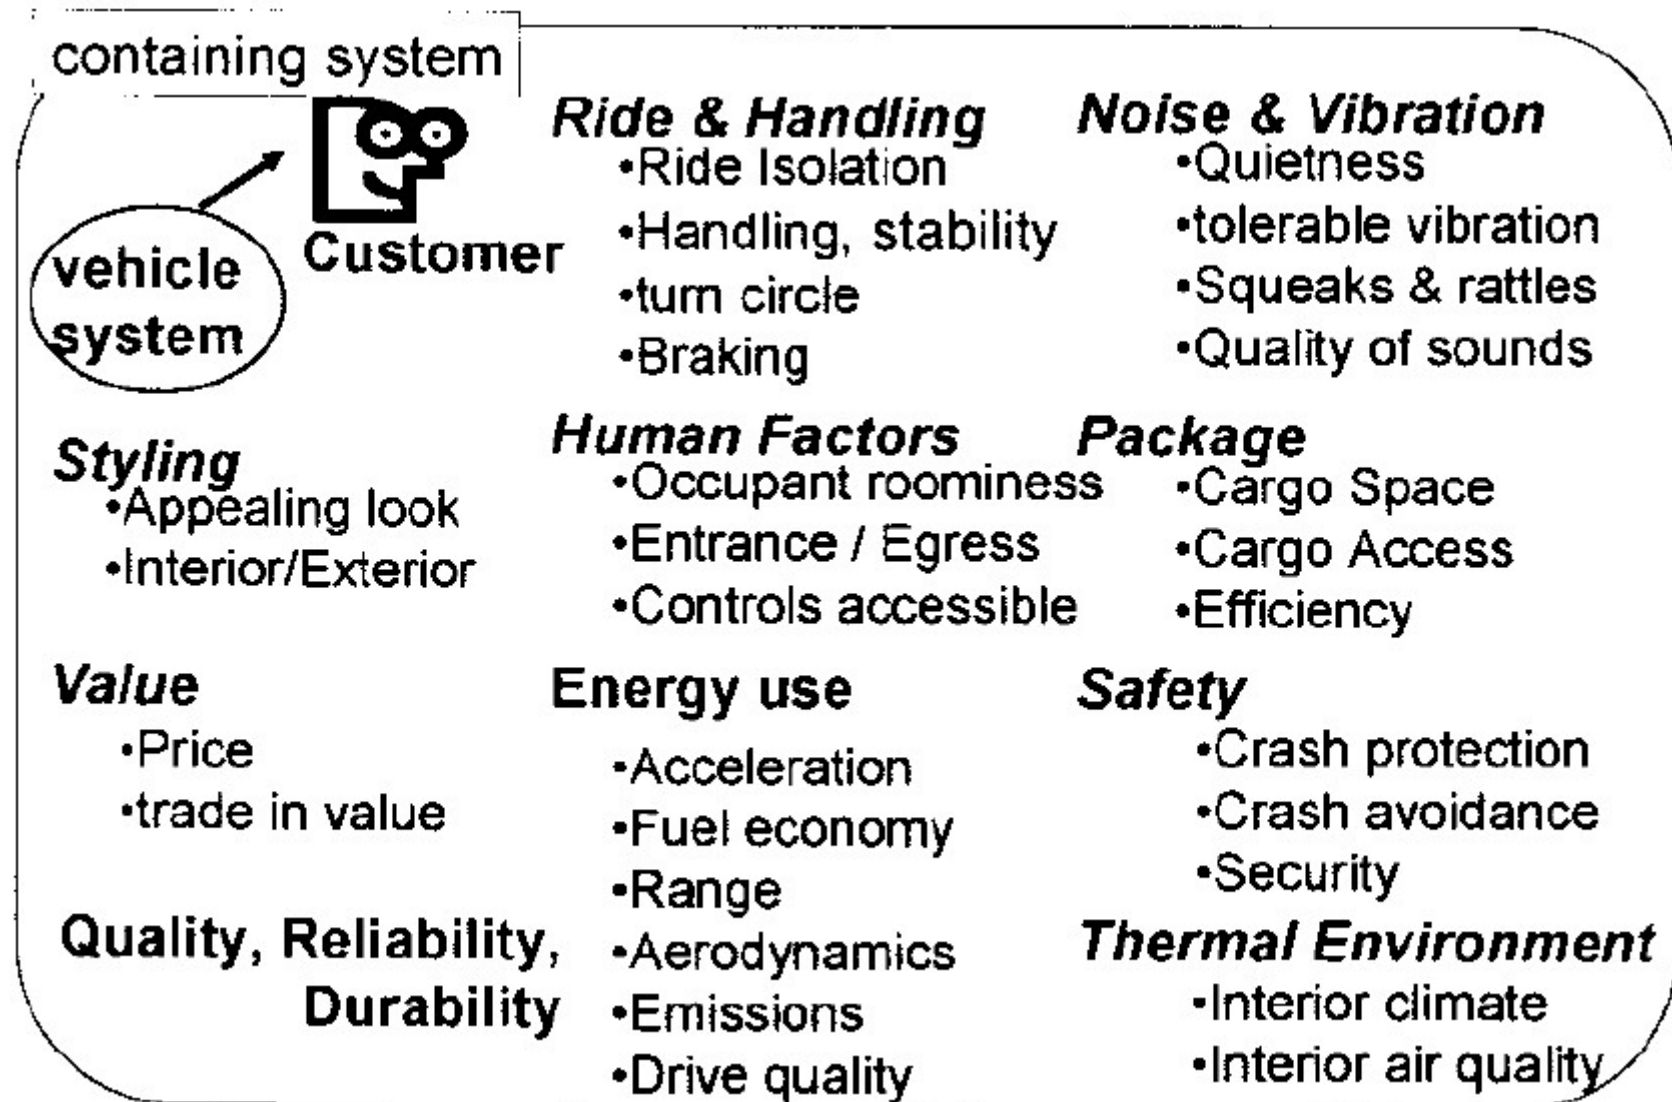 containing system
Customer
vehicle
system
Ride & Handling
•Ride Isolation
•Handling, stability
•turn circle
•Braking
Noise & Vibration
•Quietness
•tolerable vibration
•Squeaks & rattles
•Quality of sounds
Styling
•Appealing look
•Interior/Exterior
Human Factors
•Occupant roominess
•Entrance / Egress
•Controls accessible
Package
•Cargo Space
•Cargo Access
•Efficiency
Value
•Price
•trade in value
Energy use
•Acceleration
•Fuel economy
•Range
•Aerodynamics
•Emissions
•Drive quality
Safety
•Crash protection
•Crash avoidance
•Security
Quality, Reliability,
Durability
Thermal Environment
•Interior climate
•Interior air quality